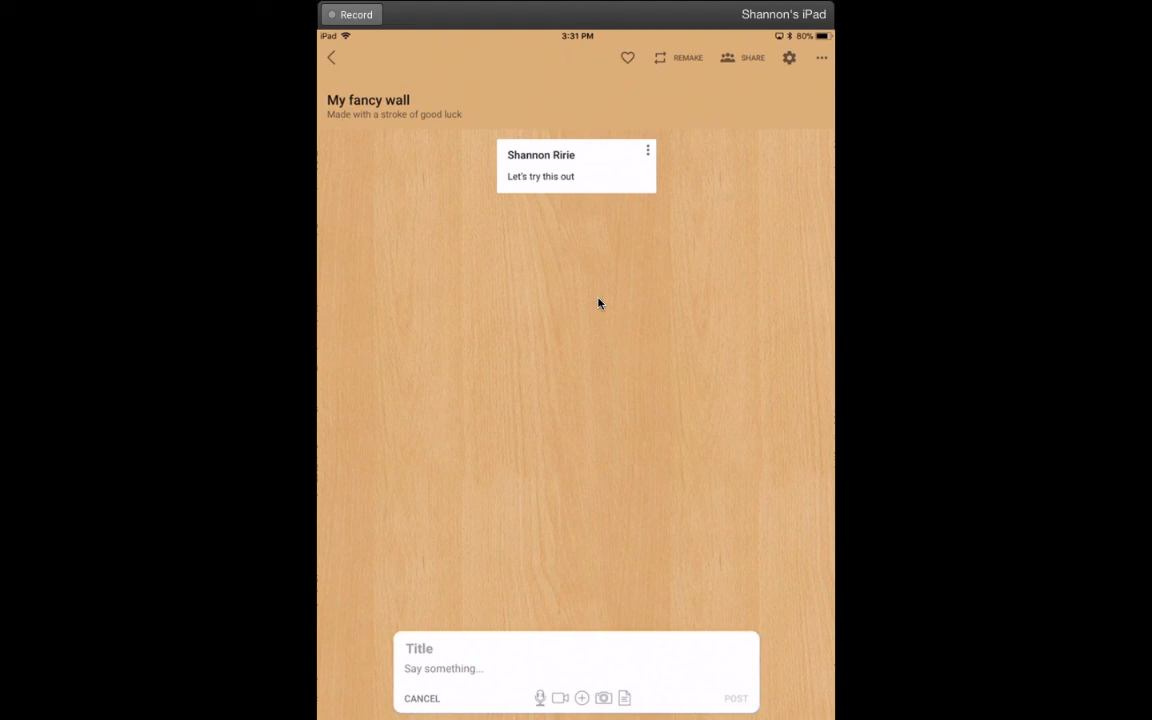 Record
Shannon's iPad
iPad 3:31 PM 80%
REMAKE SHARE
My fancy wall
Made with a stroke of good luck
Shannon Ririe
Let's try this out
Title
Say something...
CANCEL POST